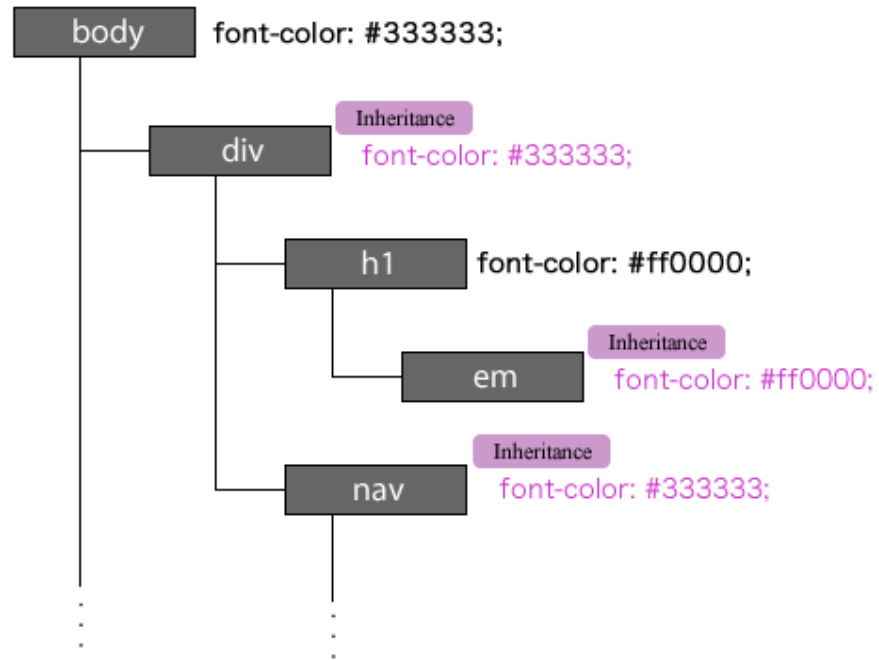 body font-color: #333333;
Inheritance
div font-color: #333333;
h1 font-color: #ff0000;
Inheritance
em font-color: #ff0000;
Inheritance
nav font-color: #333333;